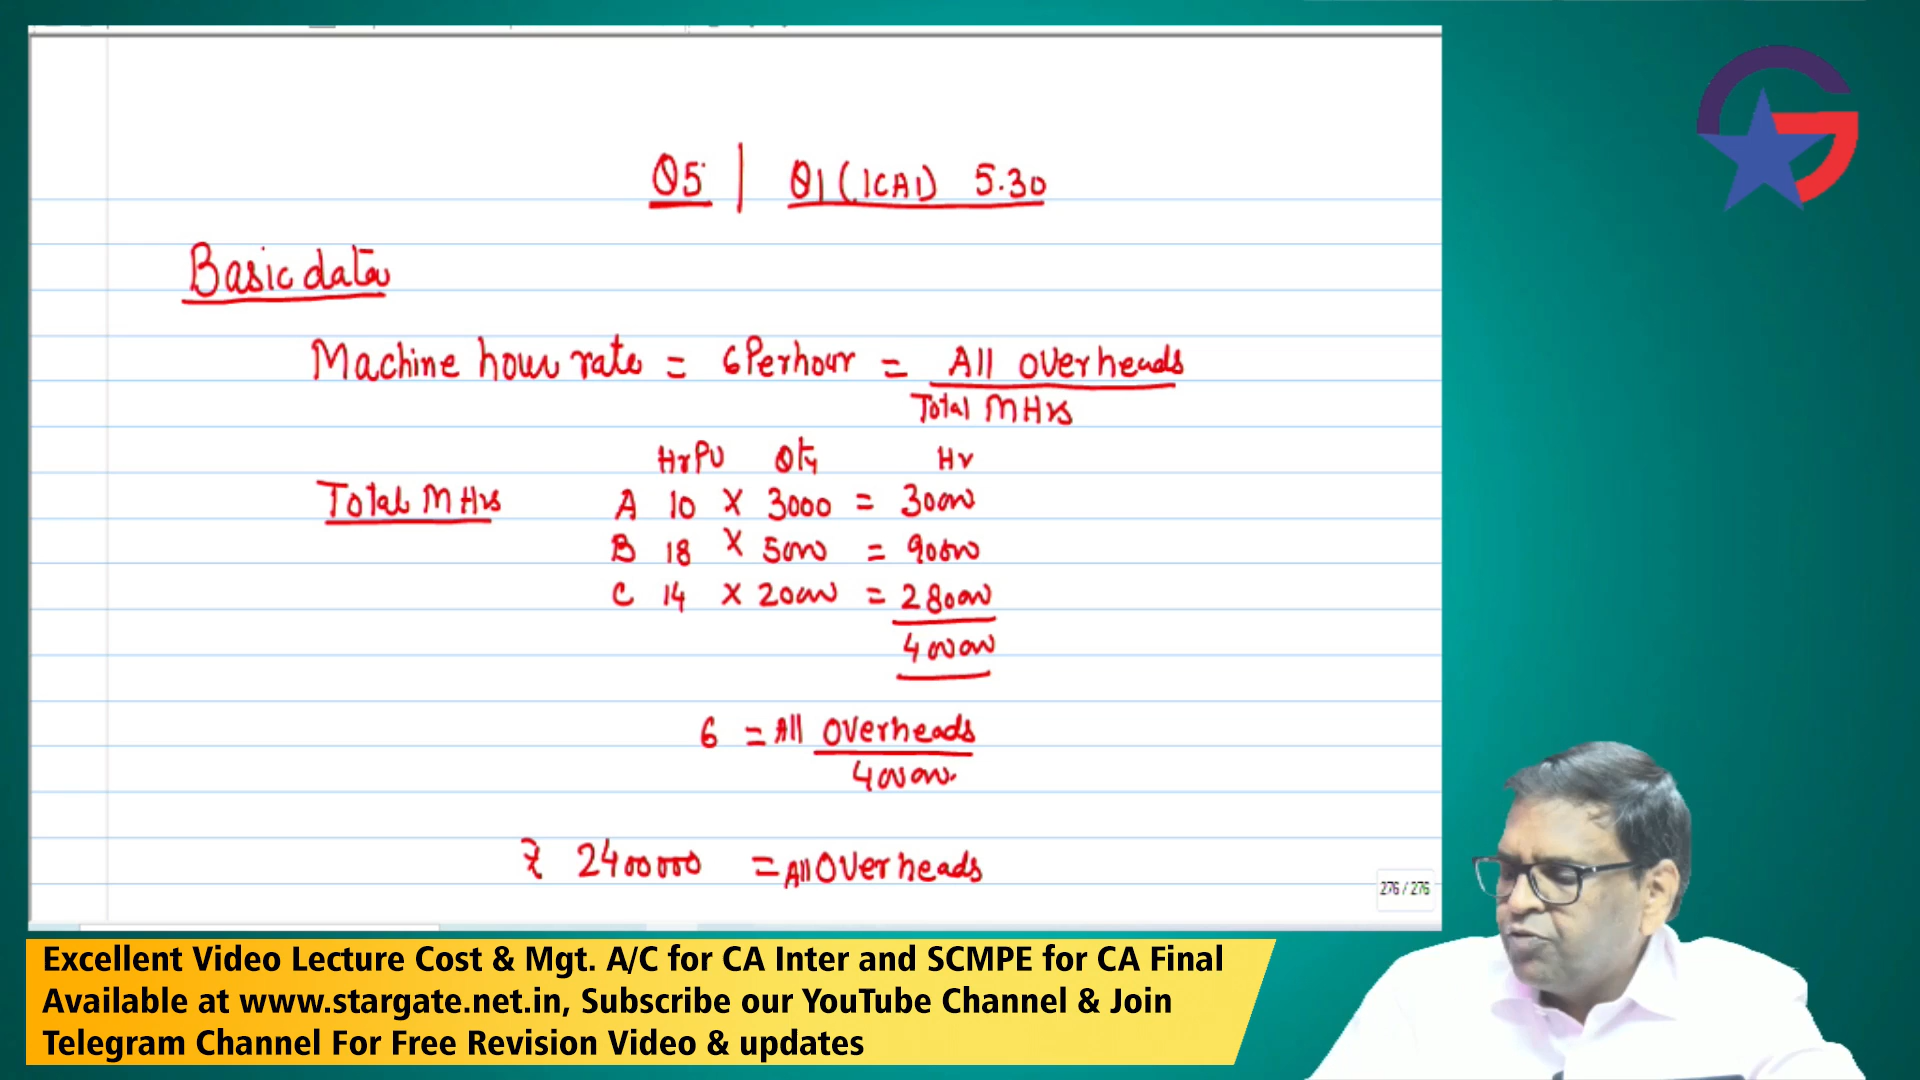 Q5 | Q1 (ICAI) 5.30
Basic data
Machine hour rate = 6 Per hour = All overheads
Total MHrs
HrPU Qty Hr
Total MHrs A 10 X 3000 = 30000
B 18 X 5000 = 90000
C 14 X 20000 = 280000
400000
6 = All overheads
400000.
₹ 2400000 = All Overheads
276 / 276
Excellent Video Lecture Cost & Mgt. A/C for CA Inter and SCMPE for CA Final
Available at www.stargate.net.in, Subscribe our YouTube Channel & Join
Telegram Channel For Free Revision Video & updates